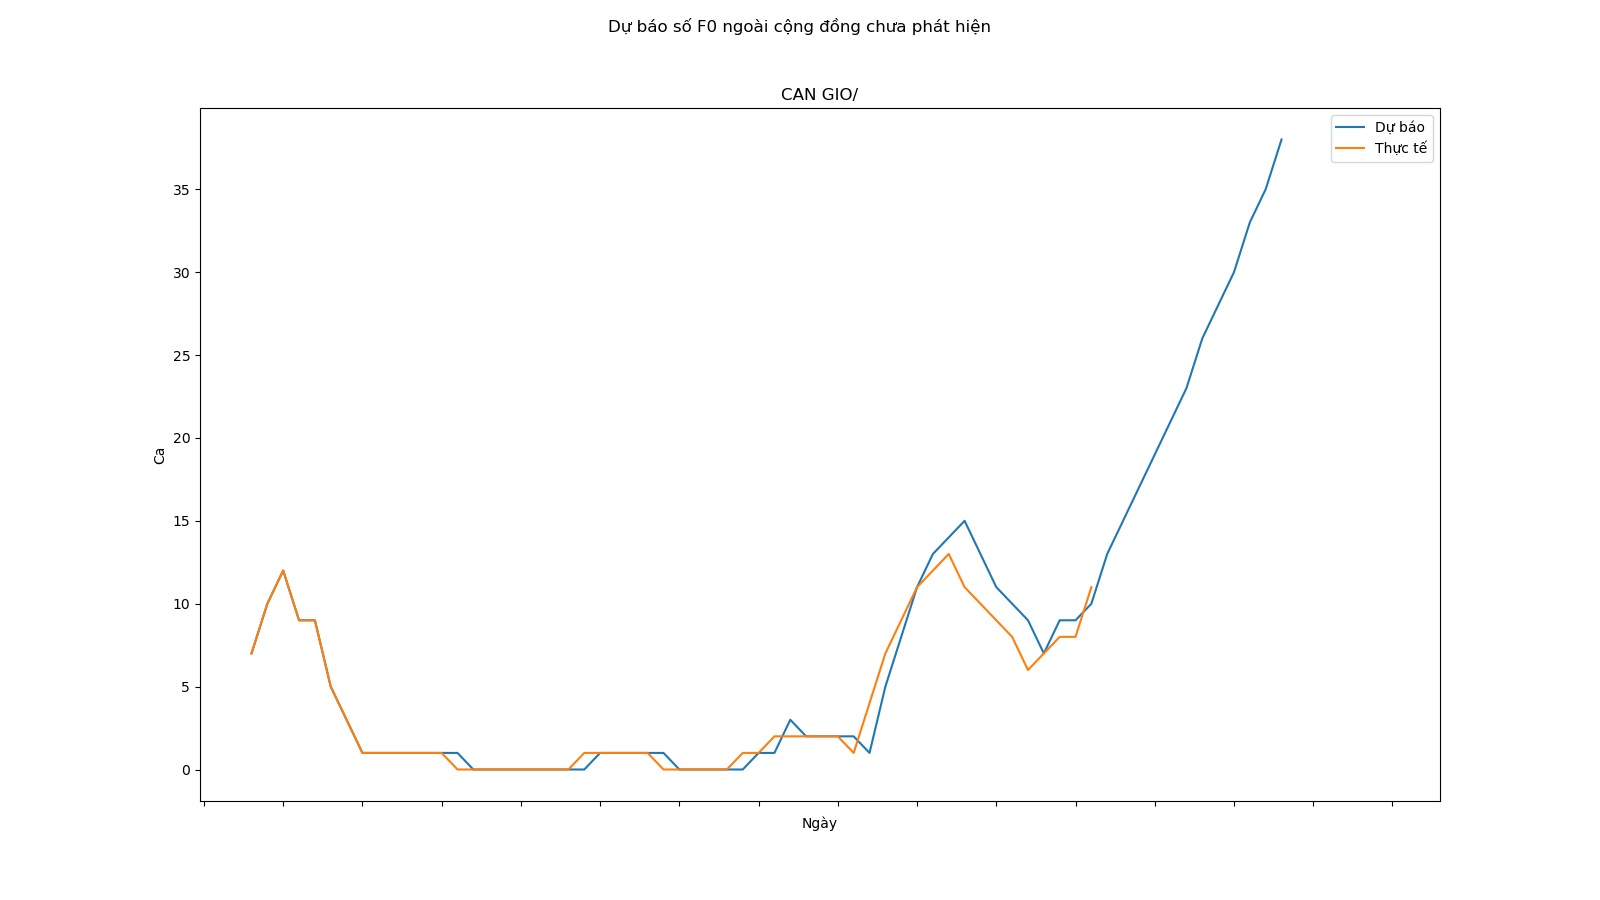 Dự báo số F0 ngoài cộng đồng chưa phát hiện
CAN GIO/
Dự báo
Thực tế
35
30
25
20
15
10
5
0
Ca
Ngày